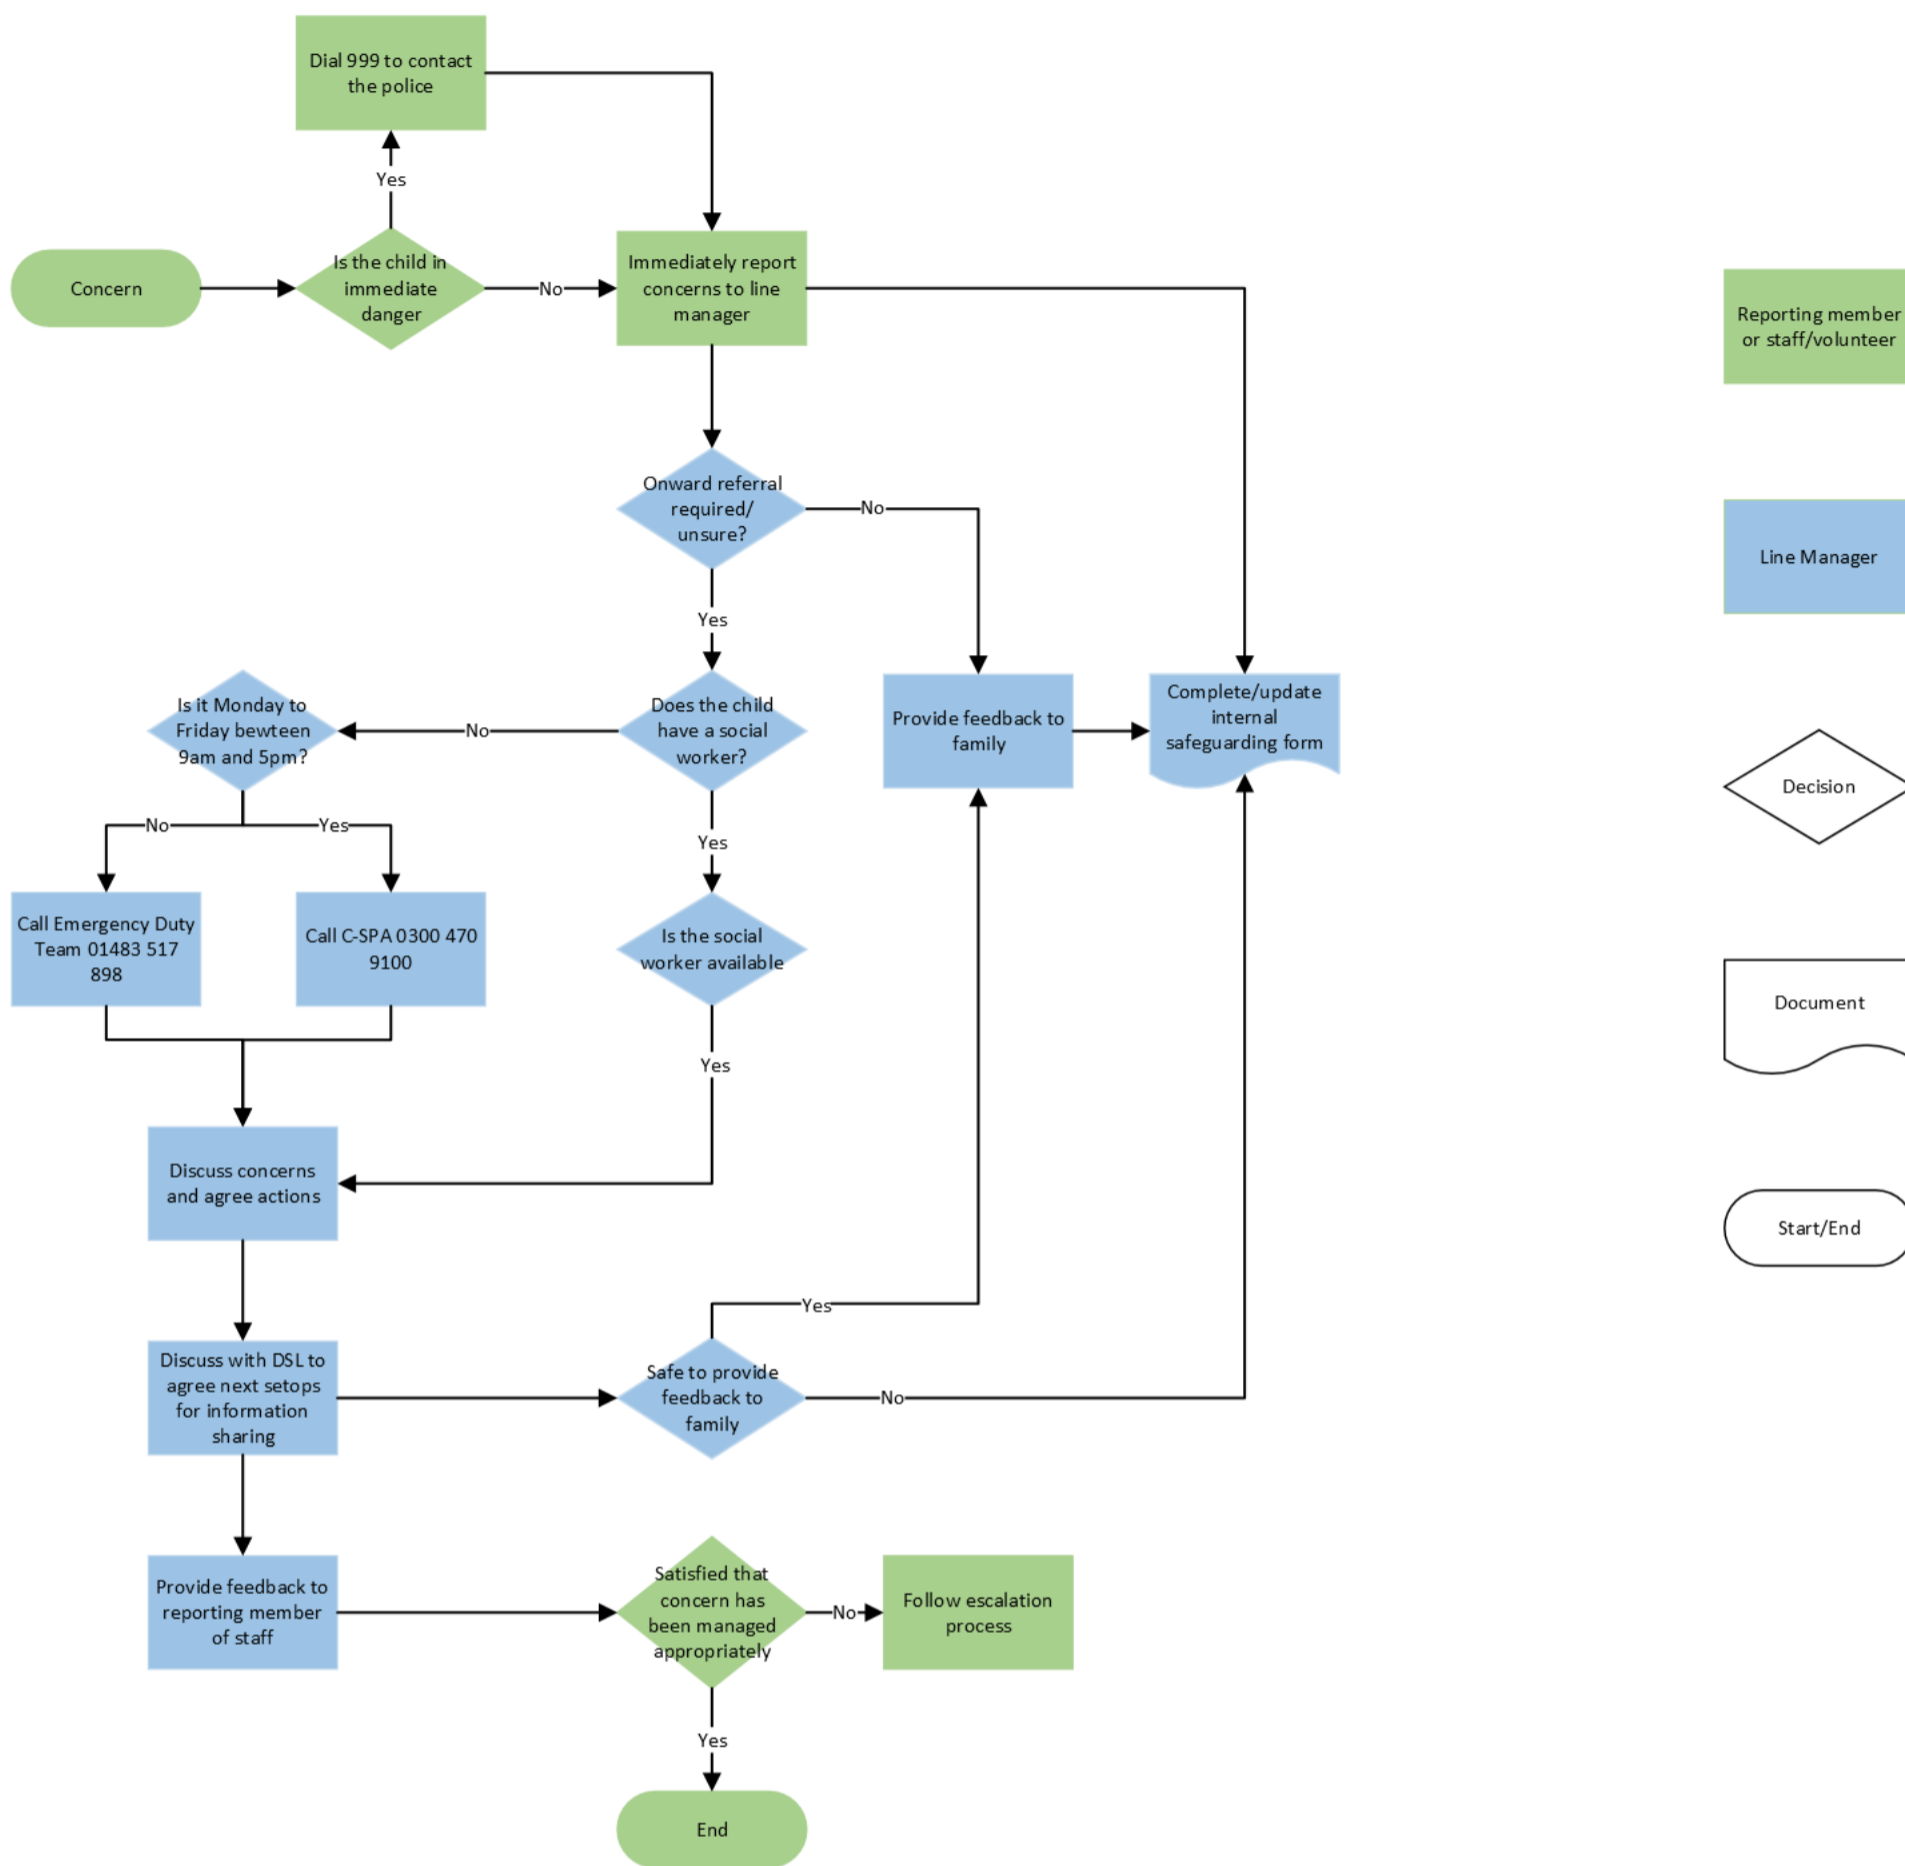 Dial 999 to contact
the police
Yes
Concern
Is the child in
immediate
danger
No
Immediately report
concerns to line
manager
Reporting member
or staff/volunteer
Onward referral
required/
unsure?
No
Line Manager
Yes
Is it Monday to
Friday bewteen
9am and 5pm?
No
Does the child
have a social
worker?
Provide feedback to
family
Complete/update
internal
safeguarding form
Decision
No
Yes
Yes
Call Emergency Duty
Team 01483 517
898
Call C-SPA 0300 470
9100
Is the social
worker available
Document
Yes
Discuss concerns
and agree actions
Start/End
Yes
Discuss with DSL to
agree next setops
for information
sharing
Safe to provide
feedback to
family
No
Provide feedback to
reporting member
of staff
Satisfied that
concern has
been managed
appropriately
No
Follow escalation
process
Yes
End